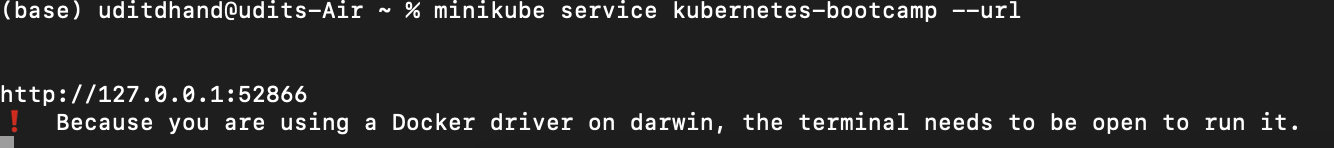 (base) uditdhand@udits-Air ~ % minikube service kubernetes-bootcamp --url
http://127.0.0.1:52866
❗  Because you are using a Docker driver on darwin, the terminal needs to be open to run it.